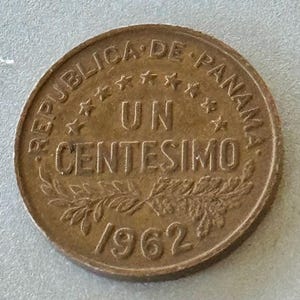 REPUBLICA·DE·PANAMA
UN
CENTESIMO
1962